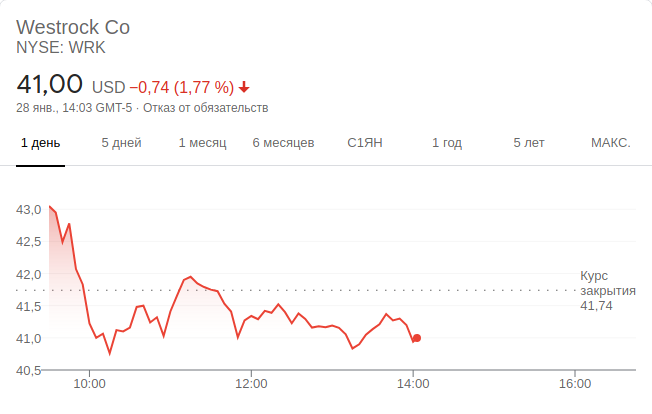 Westrock Co
NYSE: WRK
41,00 USD −0,74 (1,77 %)
28 янв., 14:03 GMT-5 · Отказ от обязательств
1 день 5 дней 1 месяц 6 месяцев С1ЯН 1 год 5 лет МАКС.
43,0
42,5
42,0
Курс
закрытия
41,74
41,5
41,0
40,5
10:00 12:00 14:00 16:00